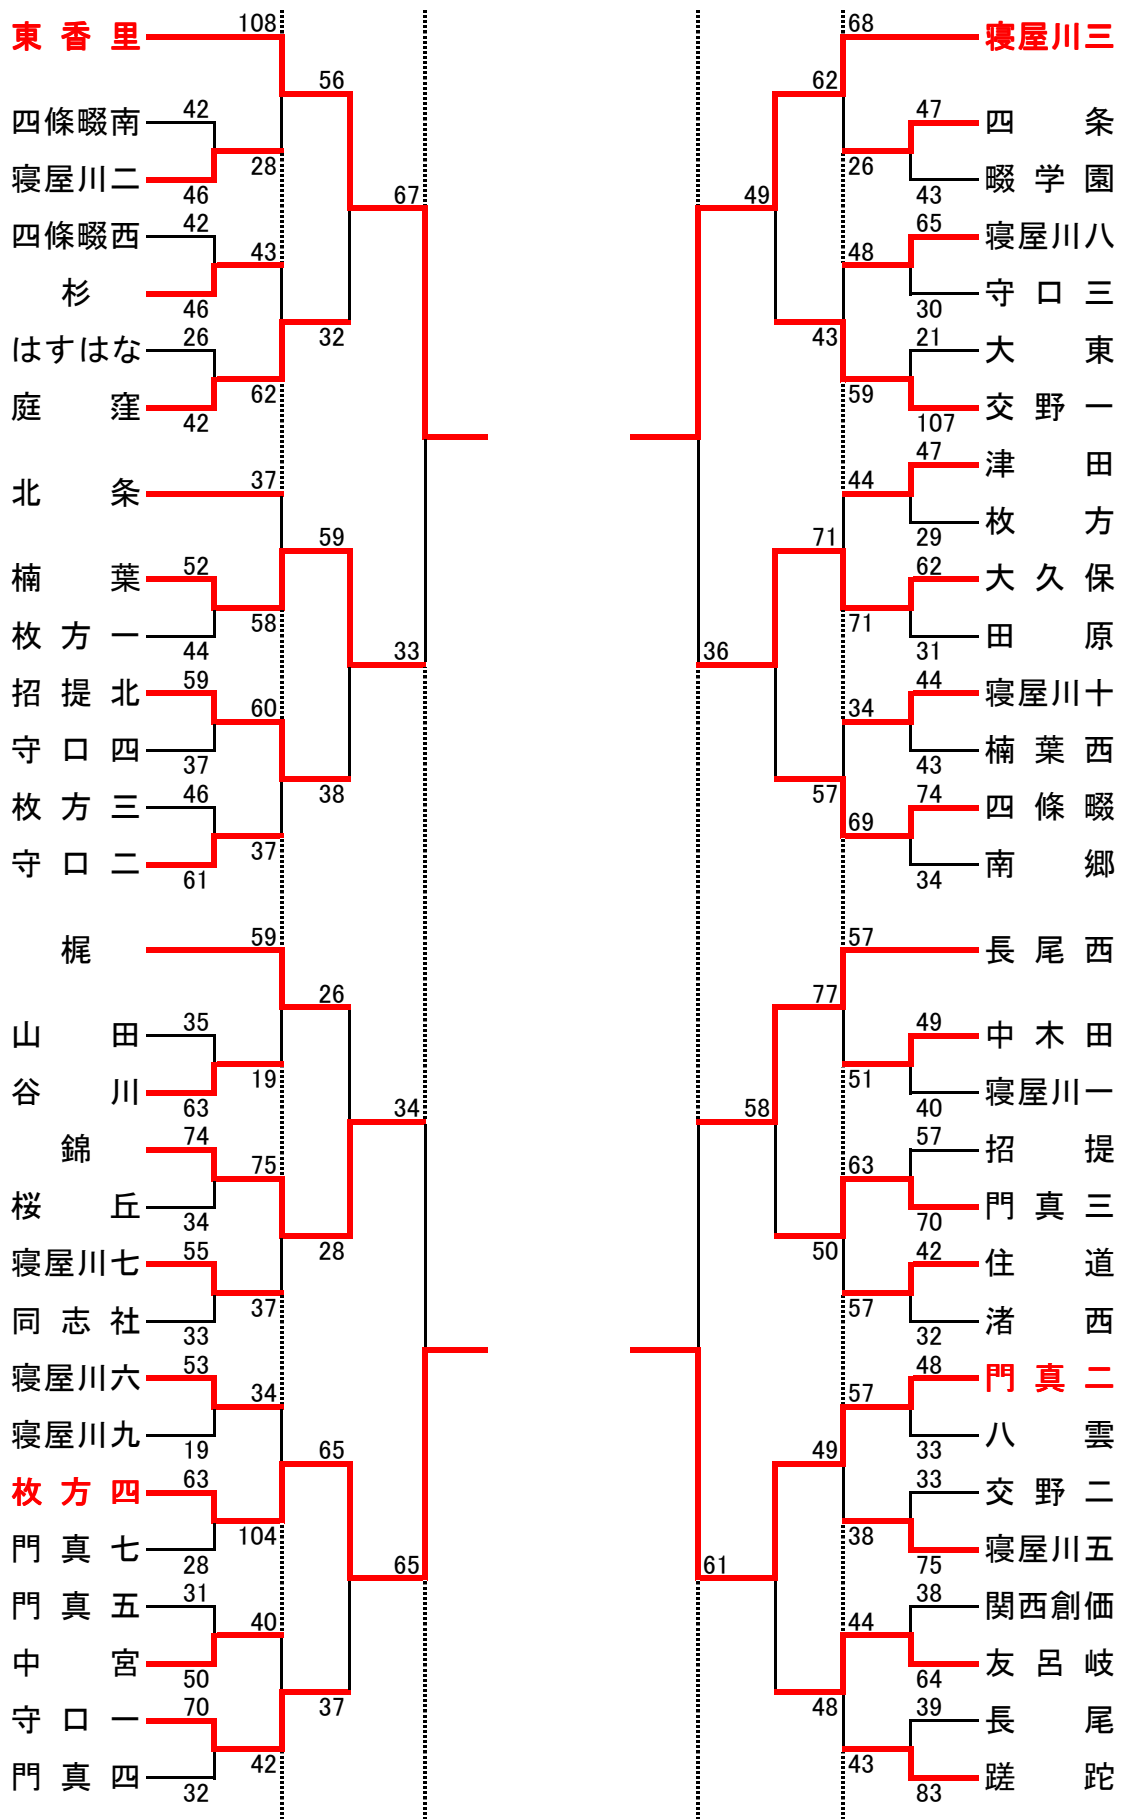 108
東香里
56
42
四條畷南
28
寝屋川二
46
67
42
四條畷西
43
杉
46
26
はすはな
32
62
庭窪
42
37
北条
59
52
楠葉
58
枚方一
44
33
59
招提北
60
守口四
37
46
枚方三
38
37
守口二
61
59
梶
26
35
山田
19
谷川
63
34
74
錦
75
桜丘
34
55
寝屋川七
28
37
同志社
33
53
寝屋川六
34
寝屋川九
19
65
63
枚方四
104
門真七
28
65
31
門真五
40
中宮
50
70
守口一
37
42
門真四
32
68
寝屋川三
62
47
四条
26
畷学園
43
49
65
寝屋川八
48
守口三
30
21
大東
43
59
交野一
107
47
津田
44
枚方
29
71
62
大久保
71
田原
31
36
44
寝屋川十
34
楠葉西
43
74
四條畷
57
69
南郷
34
57
長尾西
77
49
中木田
51
寝屋川一
40
58
57
招提
63
門真三
70
42
住道
50
57
渚西
32
48
門真二
57
八雲
33
49
33
交野二
38
寝屋川五
75
61
38
関西創価
44
友呂岐
64
39
長尾
48
43
蹉跎
83